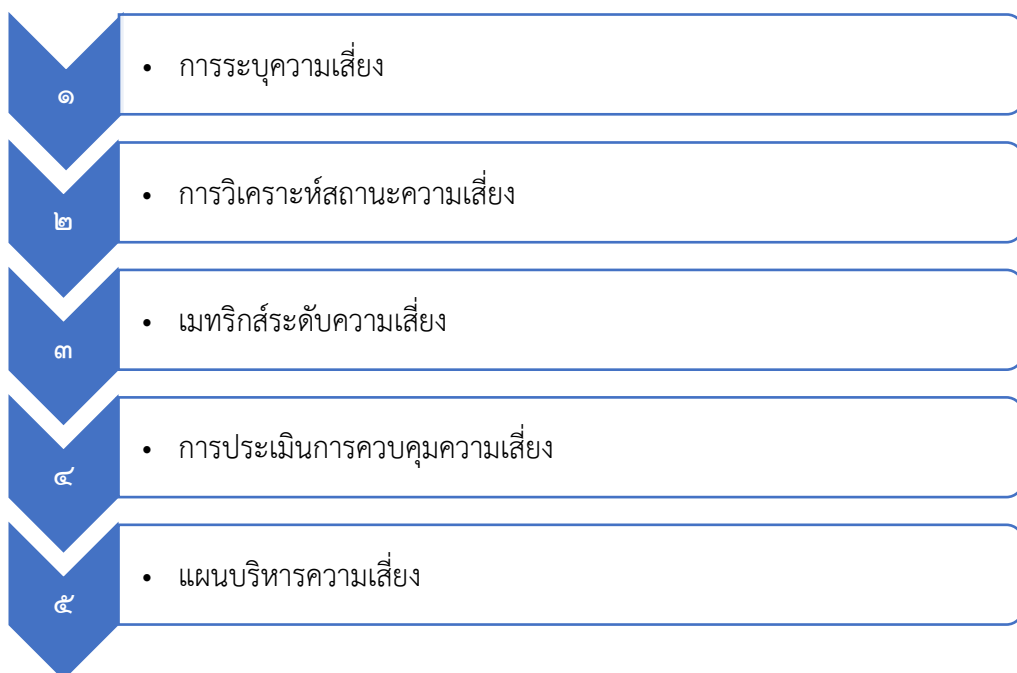 ๑
• การระบุความเสี่ยง
๒
• การวิเคราะห์สถานะความเสี่ยง
๓
• เมทริกส์ระดับความเสี่ยง
๔
• การประเมินการควบคุมความเสี่ยง
๕
• แผนบริหารความเสี่ยง